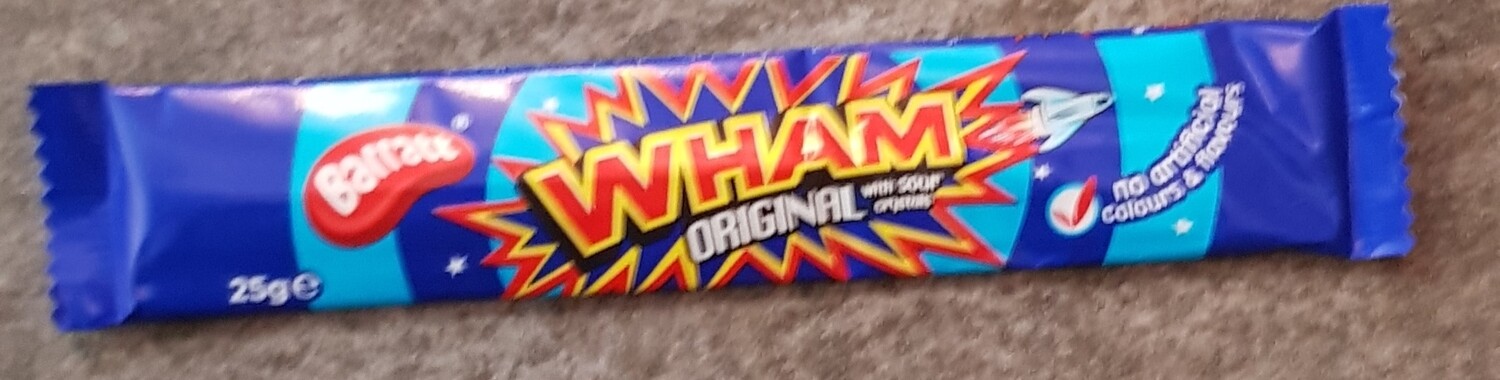 Barratt
®
25g e
WHAM
ORIGINAL
with sour
crystals
no artificial
colours & flavours